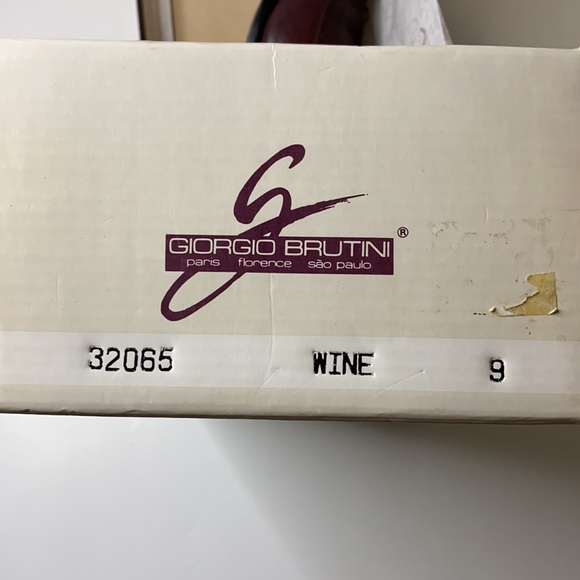 GIORGIO BRUTINI ®
paris florence são paulo
32065 WINE 9